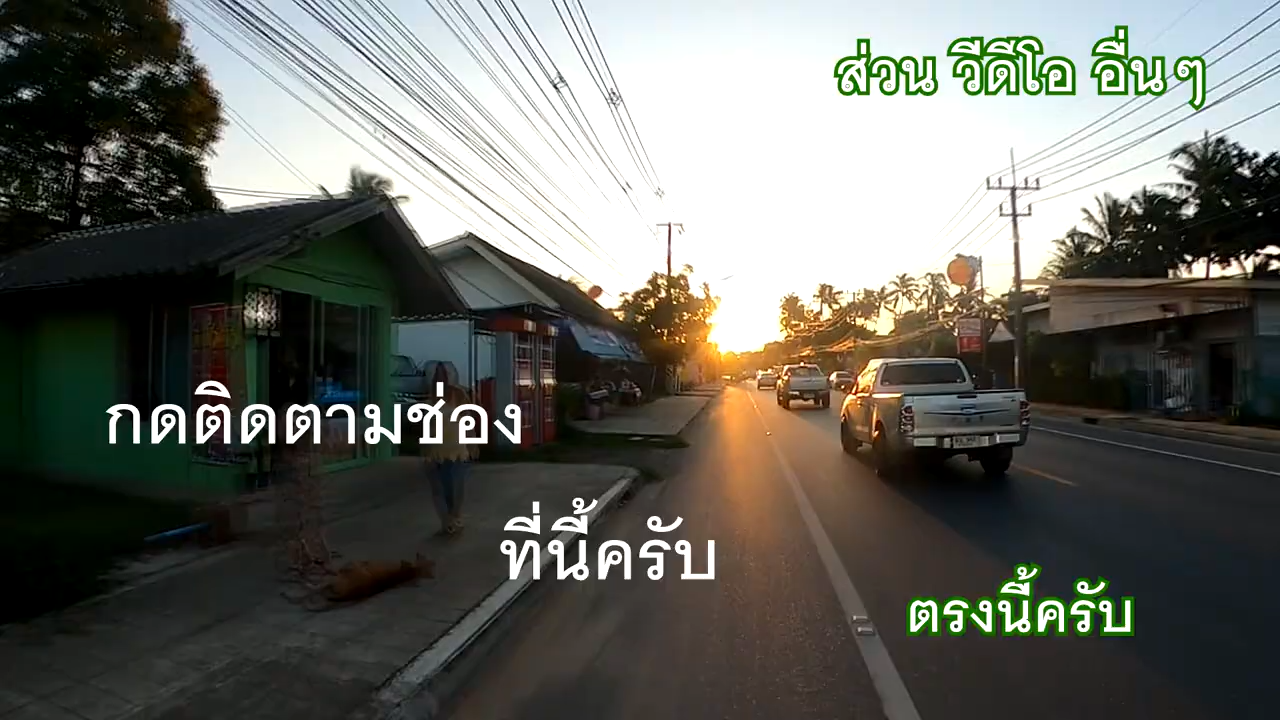 ส่วน วีดีโอ อื่นๆ
กดติดตามช่อง
ที่นี้ครับ
ตรงนี้ครับ